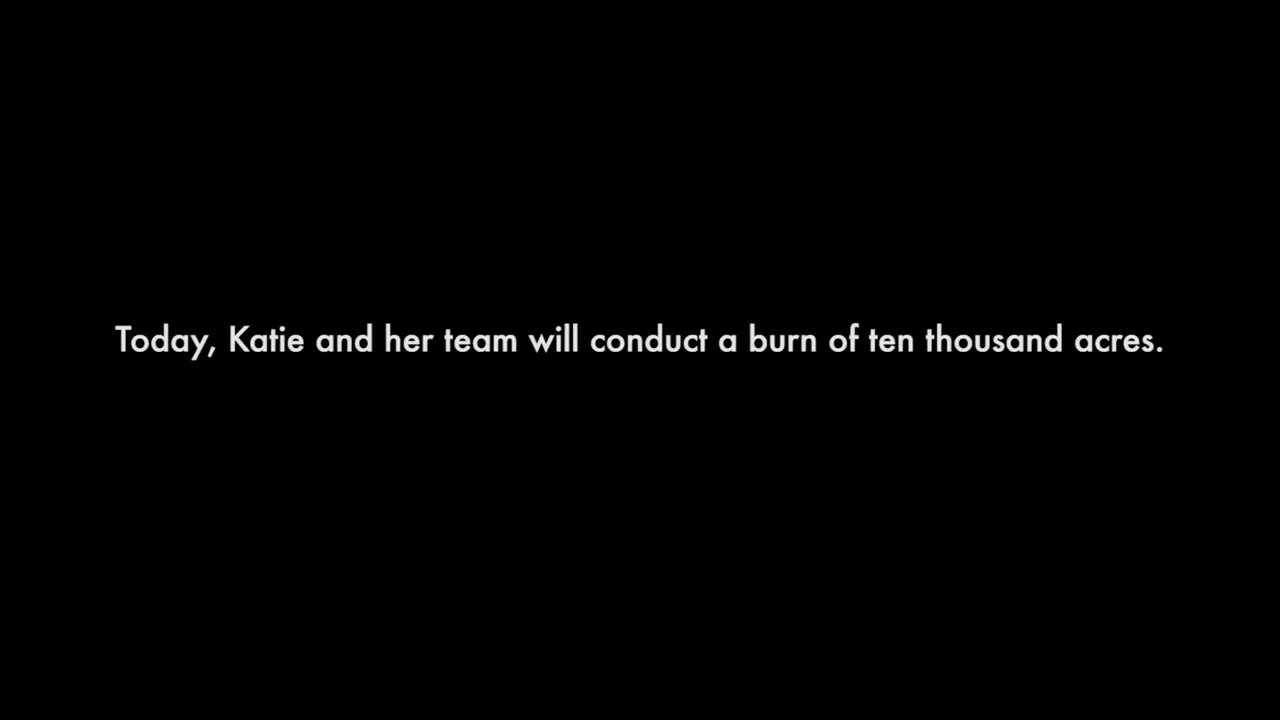 Today, Katie and her team will conduct a burn of ten thousand acres.